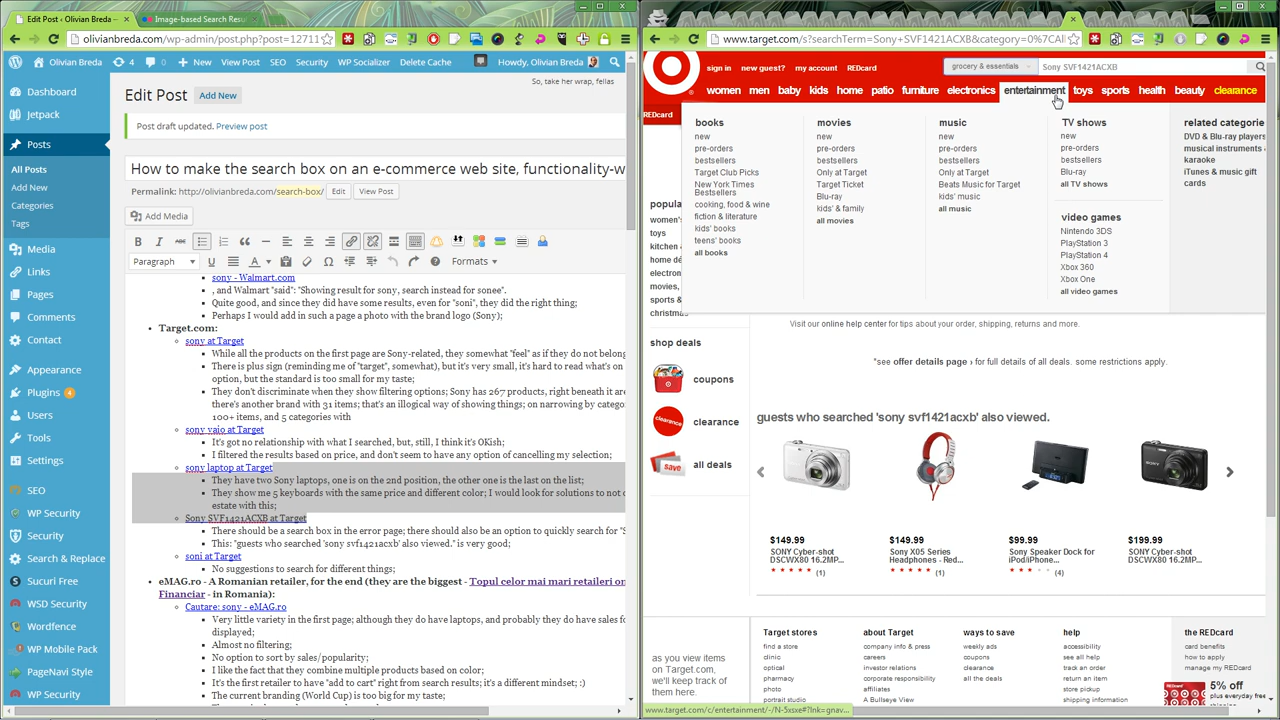 Edit Post ‹ Olivian Breda
Image-based Search Resu
olivianbreda.com/wp-admin/post.php?post=12711
Olivian Breda
4
0
New
View Post
SEO
Security
WP Smushit
Cache
Howdy, Olivian Breda
So, take her wrap, fellas
Dashboard
Jetpack
Posts
All Posts
Add New
Categories
Tags
Media
Links
Pages
Comments
Contact
Appearance
Plugins 4
Users
Tools
Settings
SEO
WP Security
Security
Search & Replace
Sucuri Free
WSD Security
Wordfence
WP Mobile Pack
PageNavi Style
WP Security
Edit Post
Add New
Post draft updated. Preview post
How to make the search box in the error page, functionality-w
Permalink: http://olivianbreda.com/search-box/
Edit
View Post
Add Media
B I ABC
Paragraph
U
A
Formats
sony - Walmart.com
, and Walmart "said": "Showing result for sony, search instead for sonee".
Quite good, and since they did have some results, even for "soni", they did the right thing;
Perhaps I would add in such a page a photo with the brand logo (Sony);
Target.com:
sony at Target
While all the products on the first page are Sony-related, they somewhat "feel" as if they do not belong
There is plus sign (reminding me of "target", somewhat), but it's very small, it's hard to read what's on
option, but the standard is too small for my taste;
They don't discriminate when they show filtering options; Sony has 267 products, right beneath it are
there's another brand with 31 items; that's an illogical way of showing things; on narrowing by categor
100+ items, and 5 categories with
sony vaio at Target
It's got no relationship with what I searched, but, still, I think it's OKish;
I filtered the results based on price, and don't seem to have any option of cancelling my selection;
sony laptop at Target
They have two Sony laptops, one is on the 2nd position, the other one is the last on the list;
They show me 5 keyboards with the same price and different color; I would look for solutions to not o
estate with this;
Sony SVF1421ACXB at Target
There should be a search box in the error page; there should also be an option to quickly search for "S
This: "guests who searched 'sony svf1421acxb' also viewed." is very good;
soni at Target
No suggestions to search for different things;
eMAG.ro - A Romanian retailer, for the end (they are the biggest - Topul celor mai mari retaileri on
Financiar - in Romania):
Cautare: sony - eMAG.ro
Very little variety in the first page; although they do have laptops, and probably they do have sales fo
displayed;
Almost no filtering;
No option to sort by sales/popularity;
I like the fact that they combine multiple products based on color;
It's the first retailer to have "add to cart" right from search results; it's a different mindset; :)
The current branding (World Cup) is too big for my taste;
www.target.com/s?searchTerm=Sony+SVF1421ACXB&category=0%7CAll
sign in
new guest?
my account
REDcard
grocery & essentials
Sony SVF1421ACXB
women
men
baby
kids
home
patio
furniture
electronics
entertainment
toys
sports
health
beauty
clearance
REDcard
books
new
pre-orders
bestsellers
Target Club Picks
New York Times
Bestsellers
cooking, food & wine
fiction & literature
kids' books
teens' books
all books
movies
new
pre-orders
bestsellers
Only at Target
Target Ticket
Blu-ray
kids' & family
all movies
music
new
pre-orders
bestsellers
Only at Target
Beats Music for Target
kids' music
all music
TV shows
new
pre-orders
bestsellers
Blu-ray
all TV shows
video games
Nintendo 3DS
PlayStation 3
PlayStation 4
Xbox 360
Xbox One
all video games
related categorie
DVD & Blu-ray players
musical instruments &
karaoke
iTunes & music gift
cards
popula
women's
toys
kitchen &
home dé
electron
movies,
sports &
christma
shop deals
coupons
clearance
clearance
save
all deals
Visit our online help center for tips about your order, shipping, returns and more.
*see offer details page › for full details of all deals. some restrictions apply.
guests who searched 'sony svf1421acxb' also viewed.
$149.99
SONY Cyber-shot
DSCWX80 16.2MP...
(1)
$149.99
Sony X05 Series
Headphones - Red...
(1)
$99.99
Sony Speaker Dock for
iPod/iPhone...
(4)
$199.99
SONY Cyber-shot
DSCWX80 16.2MP...
as you view items
on Target.com,
we'll keep track of
them here.
Target stores
find a store
clinic
optical
pharmacy
photo
portrait studio
about Target
company info & press
careers
investor relations
corporate responsibility
affiliates
A Bullseye View
ways to save
weekly ads
coupons
clearance
all the deals
help
accessibility
see all help
track an order
return an item
store pickup
shipping information
the REDcard
card benefits
how to apply
manage my REDcard
5% off
plus everyday free
www.target.com/c/entertainment/-/N-5xsxe#?lnk=gnav...